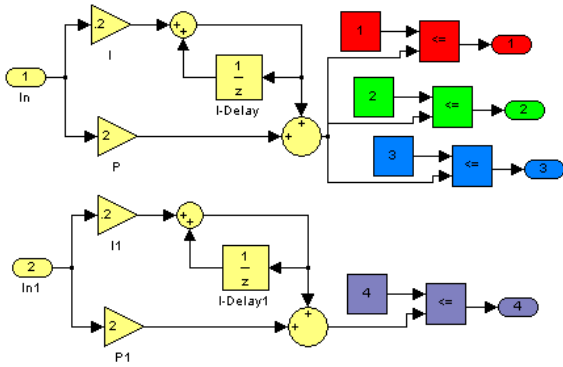 .2
I
+
+
1
<=
1
1
In
1
z
I-Delay
2
<=
2
+
+
2
P
3
<=
3
.2
I1
+
+
2
In1
1
z
I-Delay1
4
<=
4
+
+
2
P1